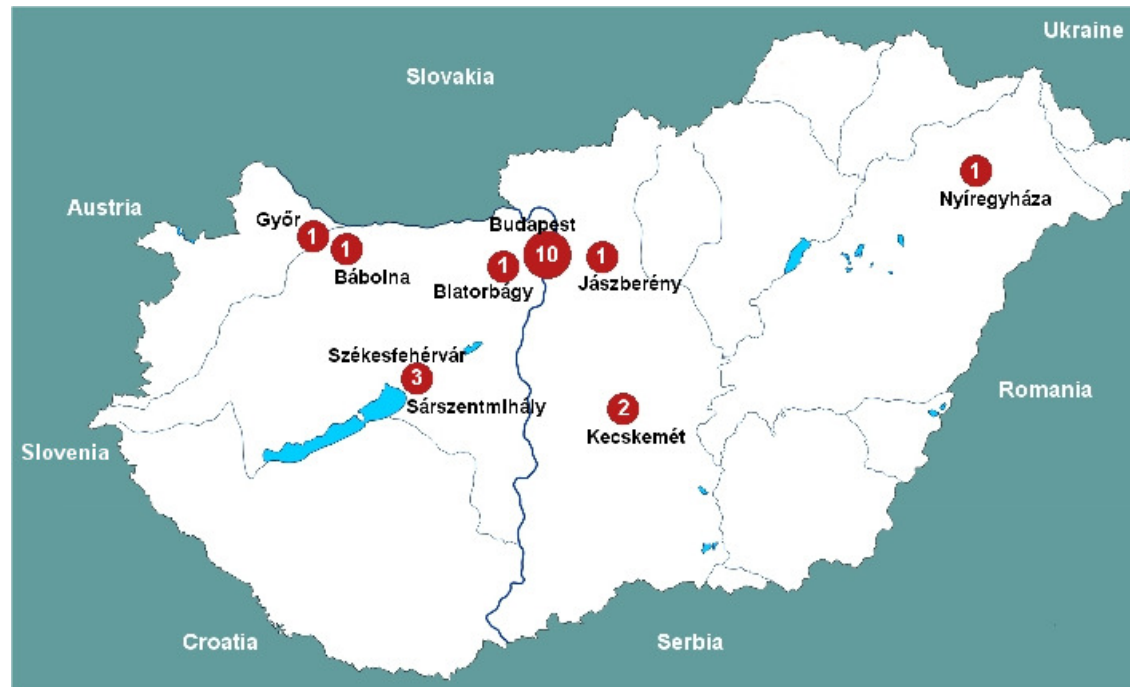 Ukraine
Slovakia
1
Nyíregyháza
Austria
Győr
1
1
Bábolna
Budapest
10
1
Blatorbágy
1
Jászberény
Székesfehérvár
3
Sárszentmlhály
2
Kecskemét
Romania
Slovenia
Croatia
Serbia